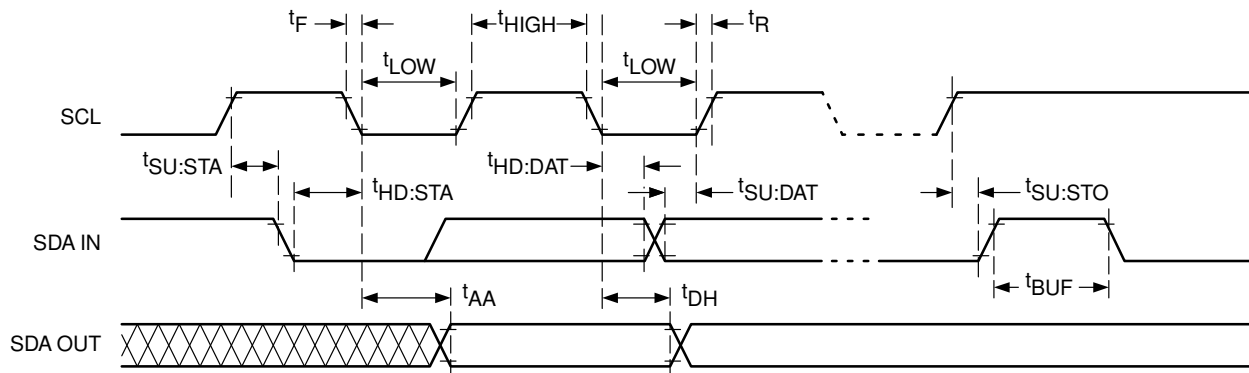 tF
tHIGH
tR
tLOW
tLOW
SCL
tSU:STA
tHD:DAT
tHD:STA
tSU:DAT
tSU:STO
SDA IN
tBUF
tAA
tDH
SDA OUT